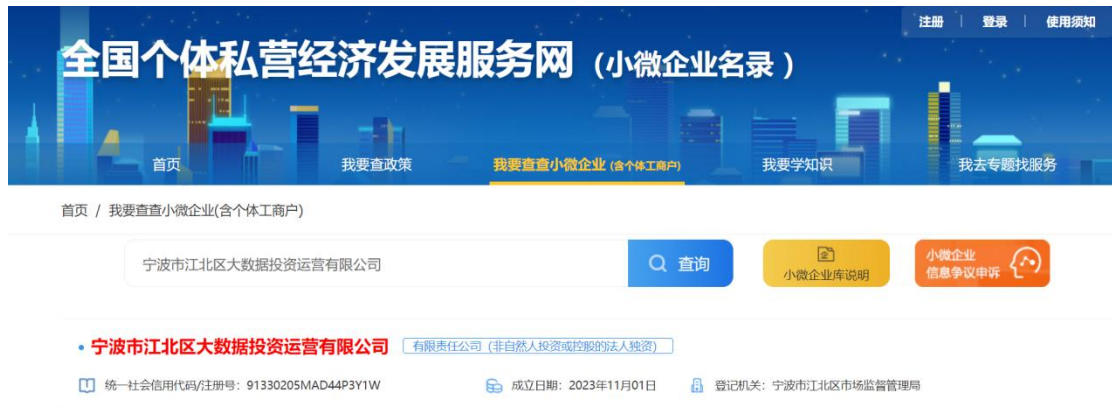 注册 | 登录 | 使用须知
全国个体私营经济发展服务网（小微企业名录）
首页 我要查政策 我要查查小微企业 (含个体工商户) 我要学知识 我去专题找服务
首页 / 我要查查小微企业(含个体工商户)
宁波市江北区大数据投资运营有限公司 查询 小微企业库说明 小微企业
信息争议申诉
宁波市江北区大数据投资运营有限公司 有限责任公司（非自然人投资或控股的法人独资）
统一社会信用代码/注册号：91330205MAD44P3Y1W 成立日期：2023年11月01日 登记机关：宁波市江北区市场监督管理局